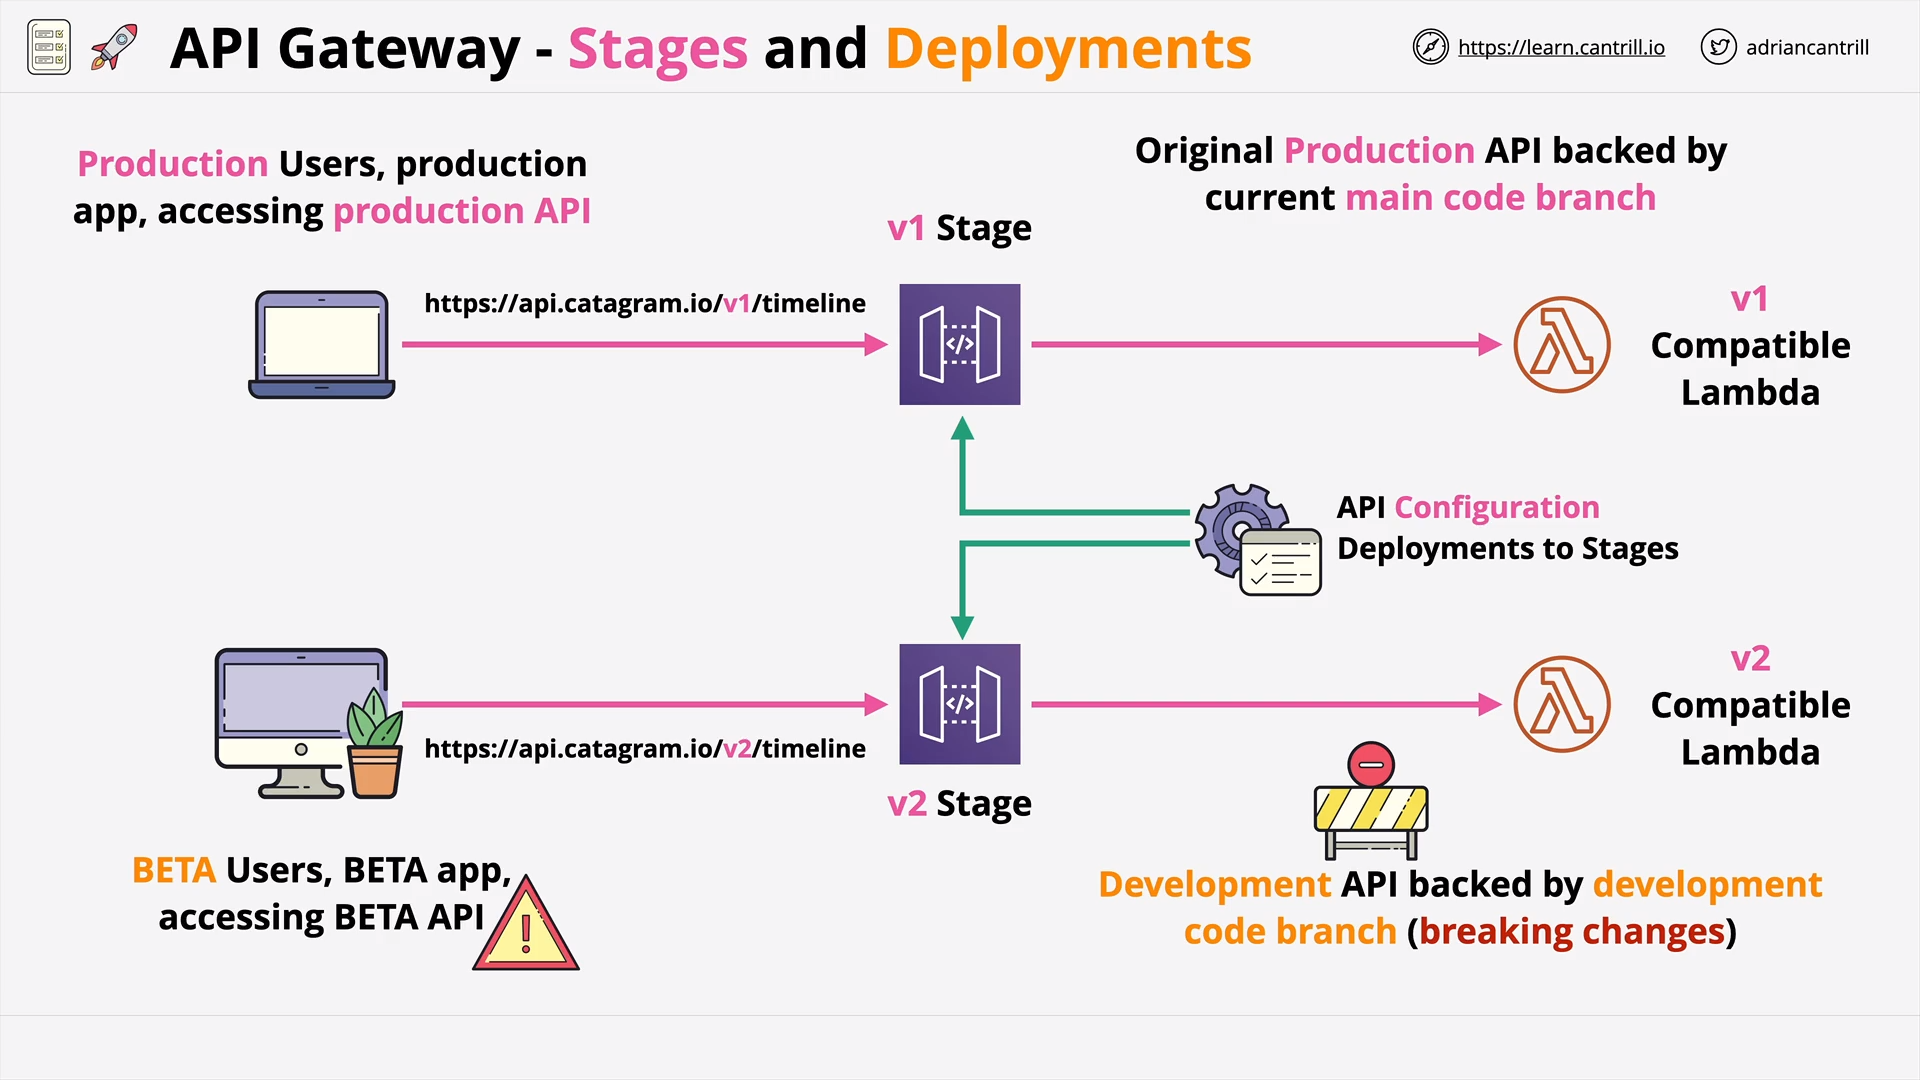 API Gateway - Stages and Deployments
https://learn.cantrill.io
adriancantrill
Production Users, production
app, accessing production API
Original Production API backed by
current main code branch
v1 Stage
https://api.catagram.io/v1/timeline
</>
v1
Compatible
Lambda
API Configuration
Deployments to Stages
https://api.catagram.io/v2/timeline
</>
v2 Stage
v2
Compatible
Lambda
BETA Users, BETA app,
accessing BETA API
!
Development API backed by development
code branch (breaking changes)